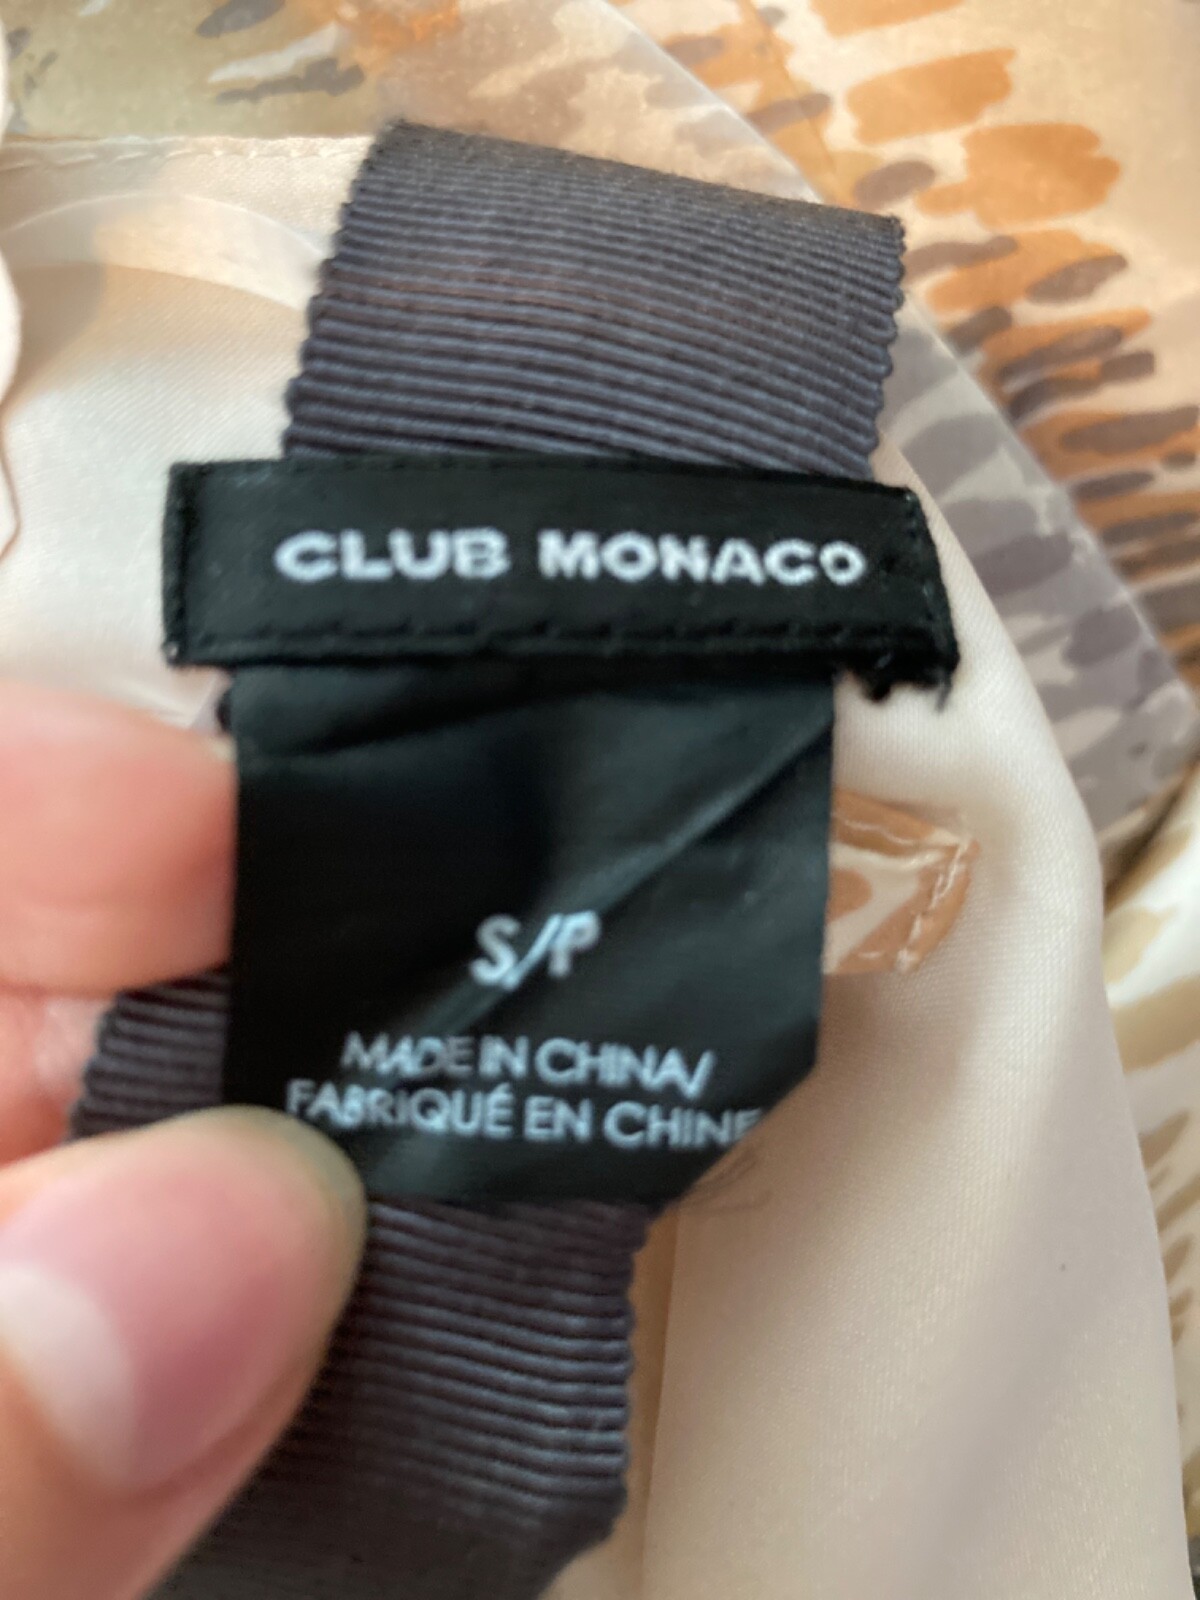 CLUB MONACO
S/P
MADE IN CHINA/
FABRIQUÉ EN CHINE